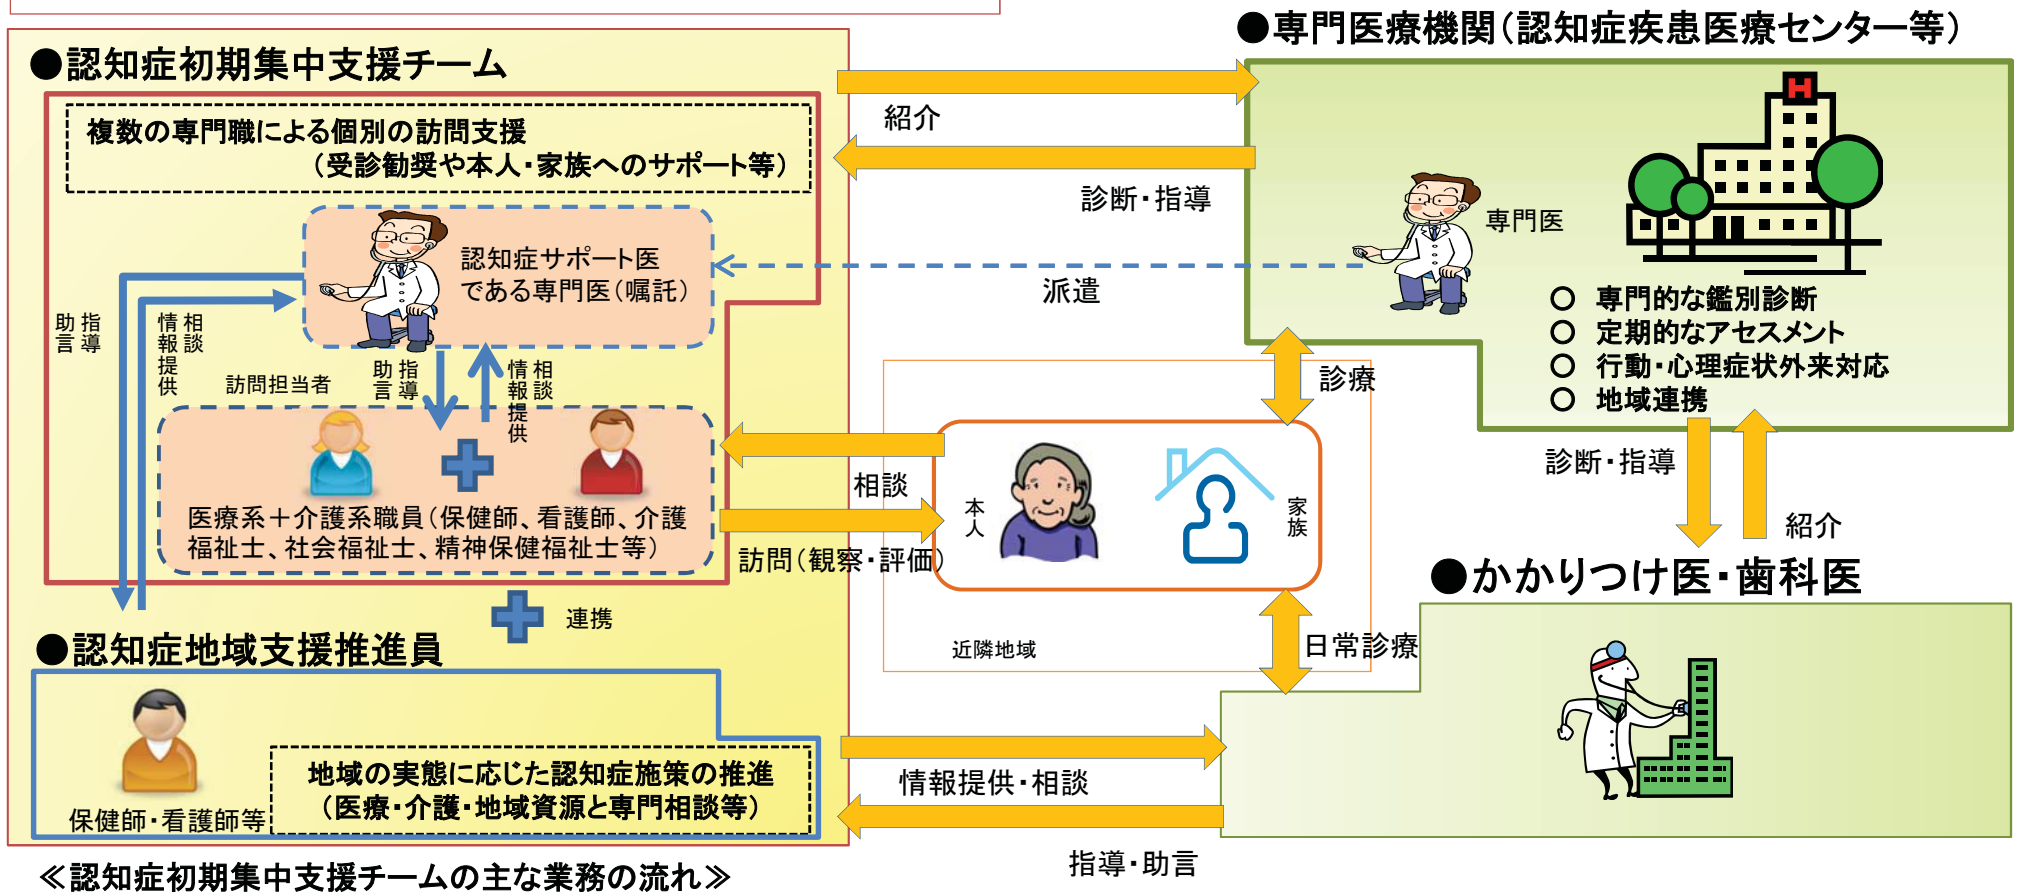 ●専門医療機関（認知症疾患医療センター等）
●認知症初期集中支援チーム
複数の専門職による個別の訪問支援
（受診勧奨や本人・家族へのサポート等）
紹介
診断・指導
専門医
認知症サポート医
である専門医（嘱託）
派遣
○　専門的な鑑別診断
○　定期的なアセスメント
○　行動・心理症状外来対応
○　地域連携
指導
助言
相談
情報提供
訪問担当者
指導
助言
相談
情報提供
診療
医療系＋介護系職員（保健師、看護師、介護
福祉士、社会福祉士、精神保健福祉士等）
相談
訪問（観察・評価）
本人
家族
診断・指導
紹介
●かかりつけ医・歯科医
連携
近隣地域
日常診療
●認知症地域支援推進員
地域の実態に応じた認知症施策の推進
（医療・介護・地域資源と専門相談等）
保健師・看護師等
情報提供・相談
指導・助言
≪認知症初期集中支援チームの主な業務の流れ≫
H